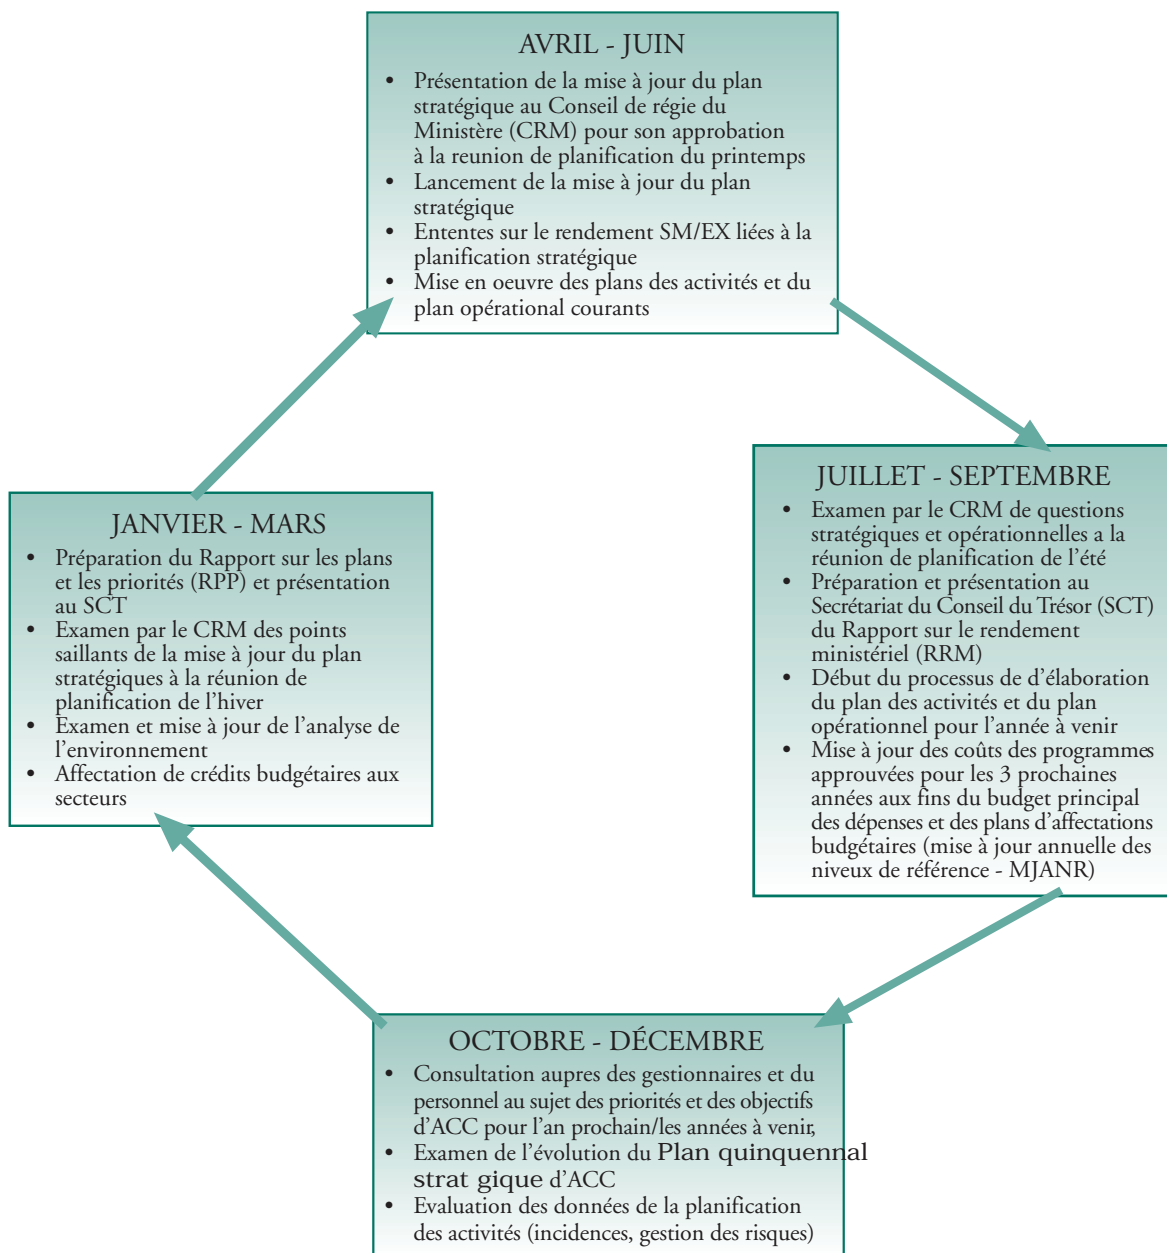 AVRIL - JUIN
• Présentation de la mise à jour du plan
stratégique au Conseil de régie du
Ministère (CRM) pour son approbation
à la reunion de planification du printemps
• Lancement de la mise à jour du plan
stratégique
• Ententes sur le rendement SM/EX liées à la
planification stratégique
• Mise en oeuvre des plans des activités et du
plan opérational courants
JUILLET - SEPTEMBRE
• Examen par le CRM de questions
stratégiques et opérationnelles a la
réunion de planification de l’été
• Préparation et présentation au
Secrétariat du Conseil du Trésor (SCT)
du Rapport sur le rendement
ministériel (RRM)
• Début du processus de d’élaboration
du plan des activités et du plan
opérationnel pour l’année à venir
• Mise à jour des coûts des programmes
approuvées pour les 3 prochaines
années aux fins du budget principal
des dépenses et des plans d’affectations
budgétaires (mise à jour annuelle des
niveux de référence - MJANR)
OCTOBRE - DÉCEMBRE
• Consultation aupres des gestionnaires et du
personnel au sujet des priorités et des objectifs
d’ACC pour l’an prochain/les années à venir,
• Examen de l’évolution du Plan quinquennal
strat gique d’ACC
• Evaluation des données de la planification
des activités (incidences, gestion des risques)
JANVIER - MARS
• Préparation du Rapport sur les plans
et les priorités (RPP) et présentation
au SCT
• Examen par le CRM des points
saillants de la mise à jour du plan
stratégiques à la réunion de
planification de l’hiver
• Examen et mise à jour de l’analyse de
l’environnement
• Affectation de crédits budgétaires aux
secteurs